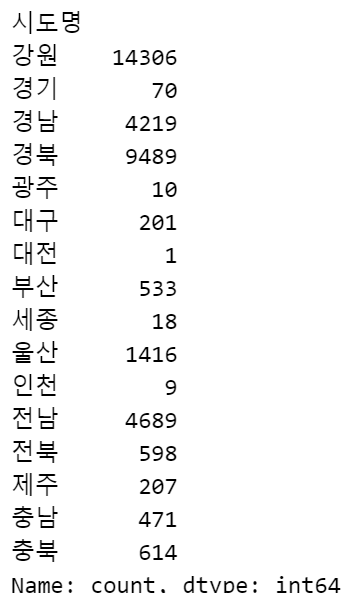 시도명
강원 14306
경기 70
경남 4219
경북 9489
광주 10
대구 201
대전 1
부산 533
세종 18
울산 1416
인천 9
전남 4689
전북 598
제주 207
충남 471
충북 614
Name: count, dtype: int64